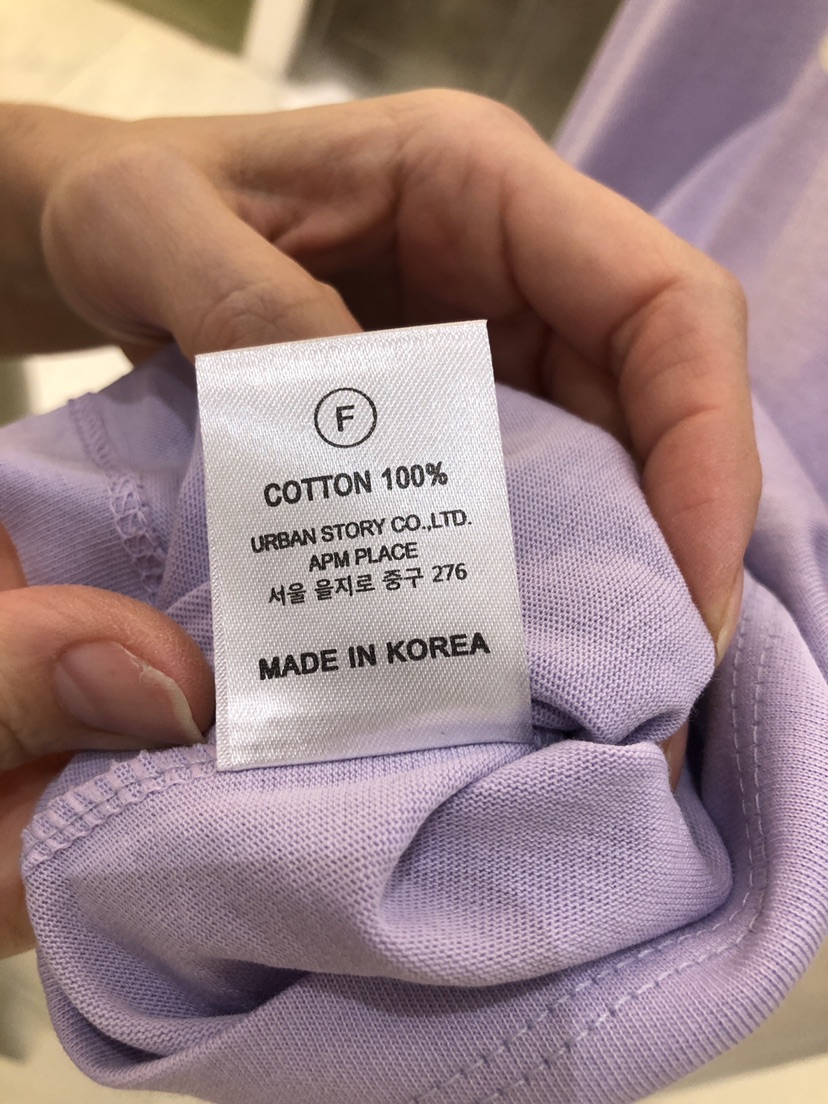 F
COTTON 100%
URBAN STORY CO.,LTD.
APM PLACE
서울 을지로 중구 276
MADE IN KOREA